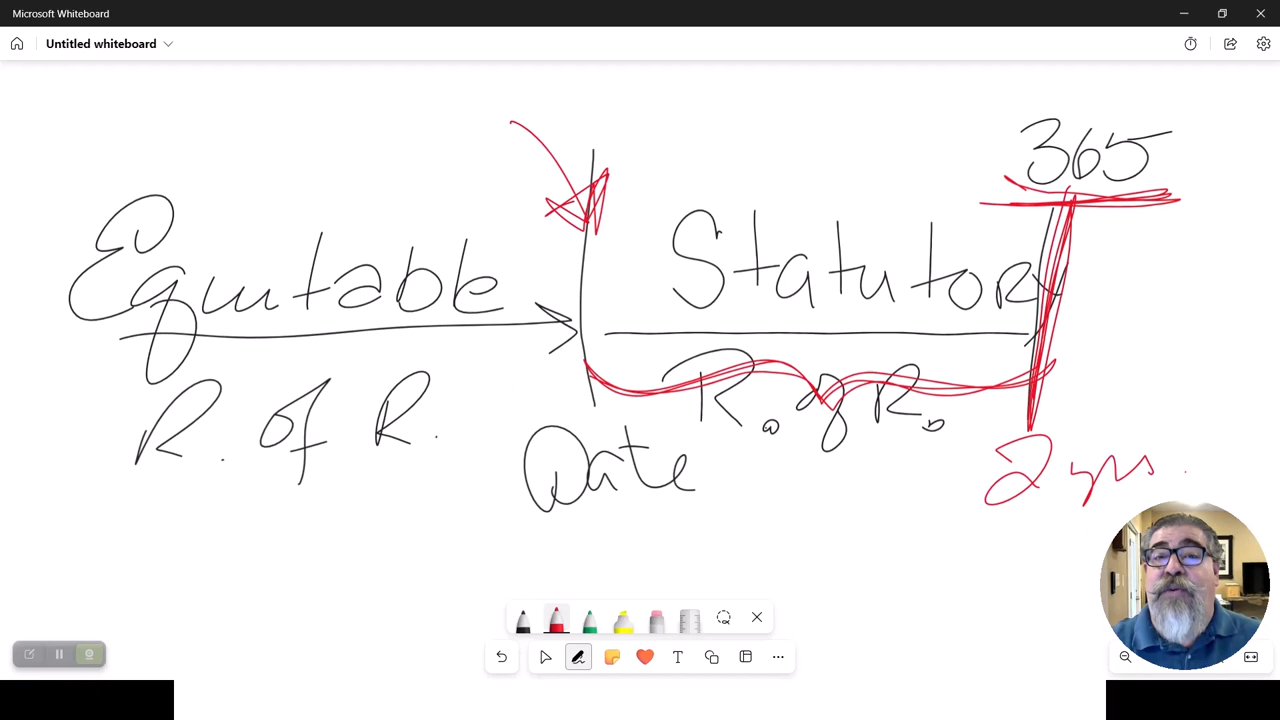 Microsoft Whiteboard
Untitled whiteboard
365
Equitable
Statutory
R. of R.
R. of R.
Date
2 yrs.